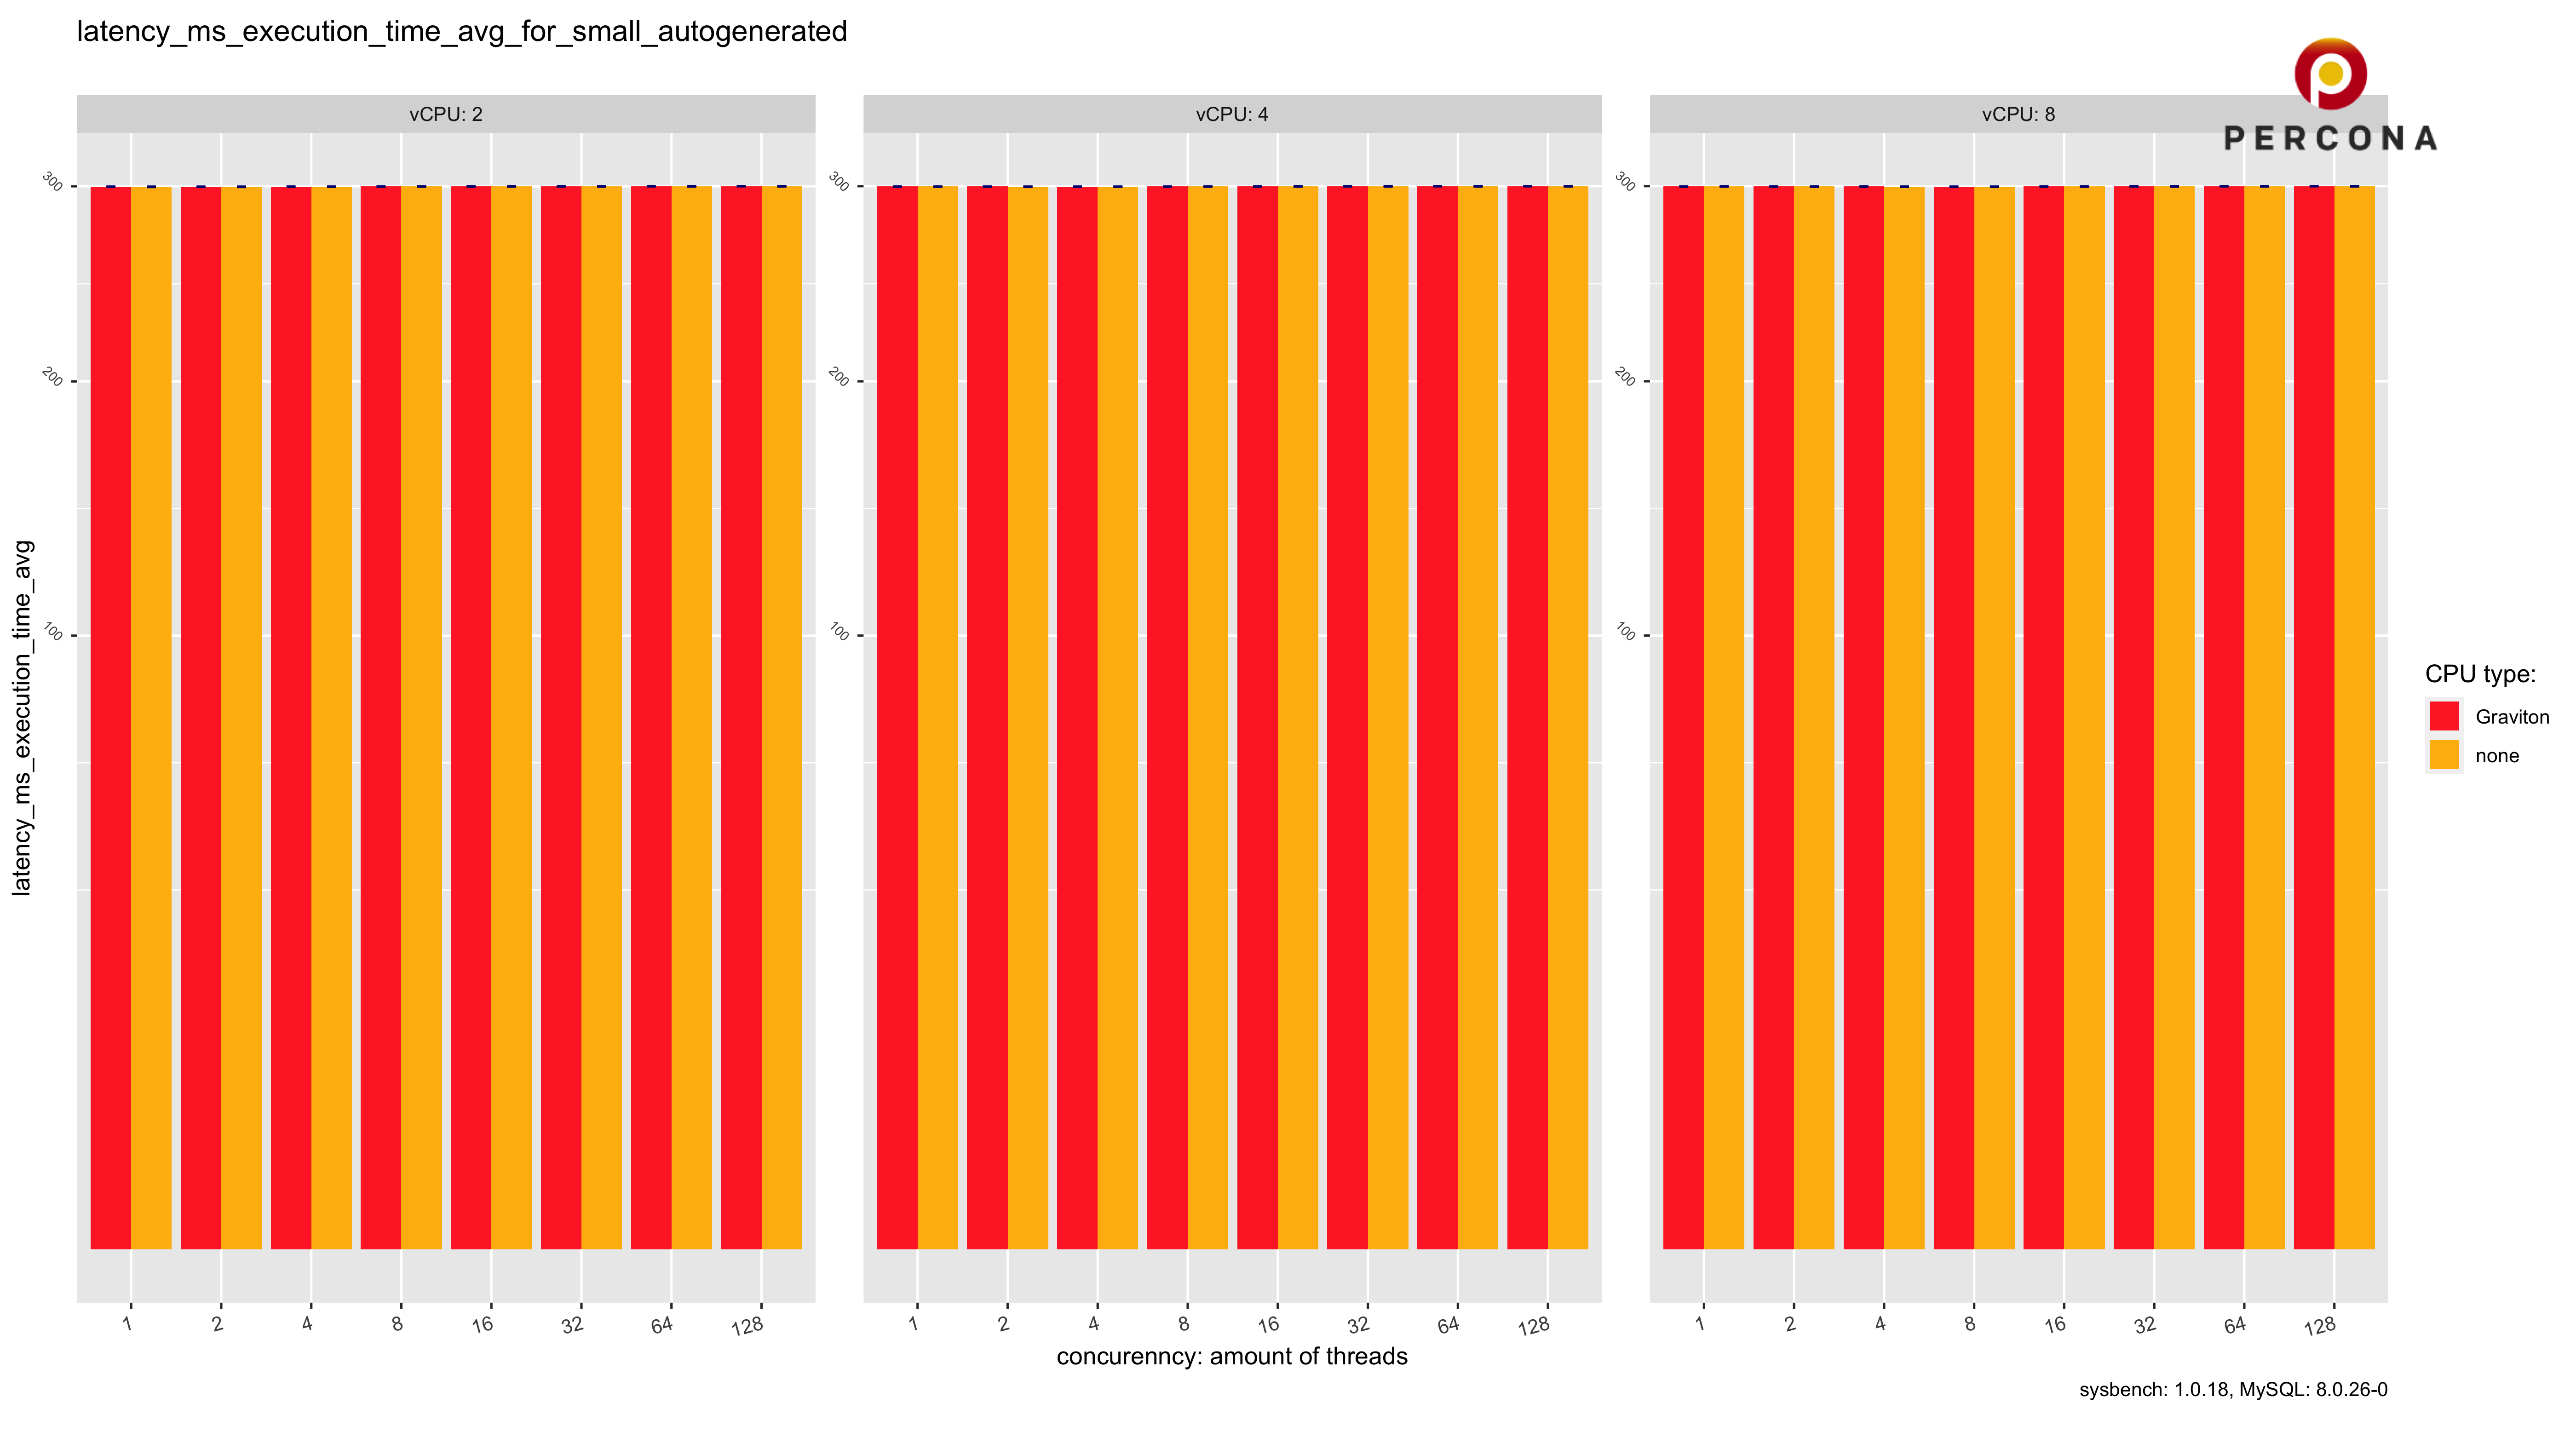 latency_ms_execution_time_avg_for_small_autogenerated
PERCONA
vCPU: 2
vCPU: 4
vCPU: 8
latency_ms_execution_time_avg
300
200
100
300
200
100
300
200
100
1 2 4 8 16 32 64 128
1 2 4 8 16 32 64 128
1 2 4 8 16 32 64 128
concurenncy: amount of threads
CPU type:
Graviton
none
sysbench: 1.0.18, MySQL: 8.0.26-0